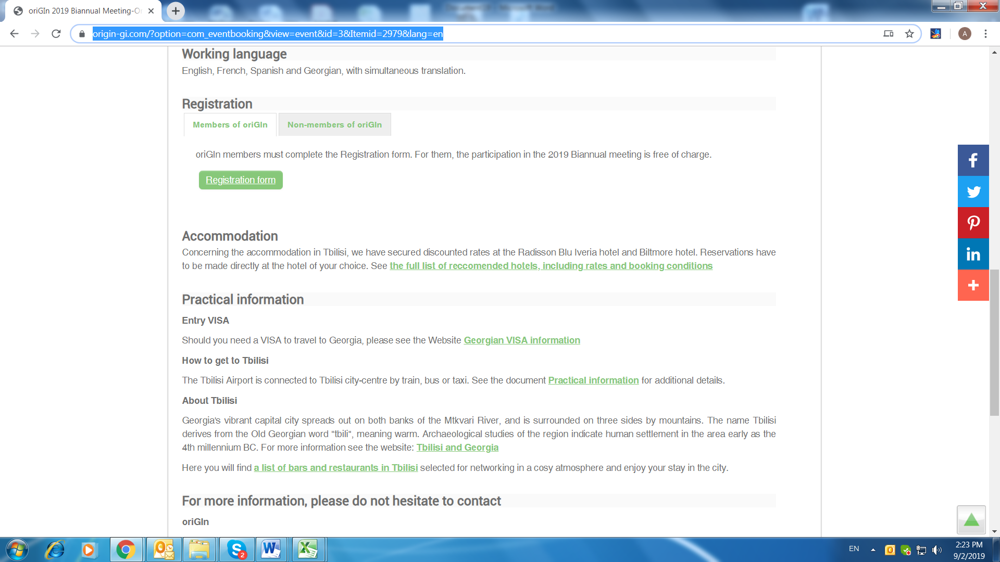 oriGIn 2019 Biannual Meeting-Or
origin-gi.com/?option=com_eventbooking&view=event&id=3&Itemid=2979&lang=en
A
Working language
English, French, Spanish and Georgian, with simultaneous translation.
Registration
Members of oriGIn
Non-members of oriGIn
oriGIn members must complete the Registration form. For them, the participation in the 2019 Biannual meeting is free of charge.
Registration form
Accommodation
Concerning the accommodation in Tbilisi, we have secured discounted rates at the Radisson Blu Iveria hotel and Biltmore hotel. Reservations have
to be made directly at the hotel of your choice. See the full list of reccomended hotels, including rates and booking conditions
Practical information
Entry VISA
Should you need a VISA to travel to Georgia, please see the Website Georgian VISA information
How to get to Tbilisi
The Tbilisi Airport is connected to Tbilisi city-centre by train, bus or taxi. See the document Practical information for additional details.
About Tbilisi
Georgia's vibrant capital city spreads out on both banks of the Mtkvari River, and is surrounded on three sides by mountains. The name Tbilisi
derives from the Old Georgian word "tbili", meaning warm. Archaeological studies of the region indicate human settlement in the area early as the
4th millennium BC. For more information see the website: Tbilisi and Georgia
Here you will find a list of bars and restaurants in Tbilisi selected for networking in a cosy atmosphere and enjoy your stay in the city.
For more information, please do not hesitate to contact
oriGIn
2
EN
2:23 PM
9/2/2019